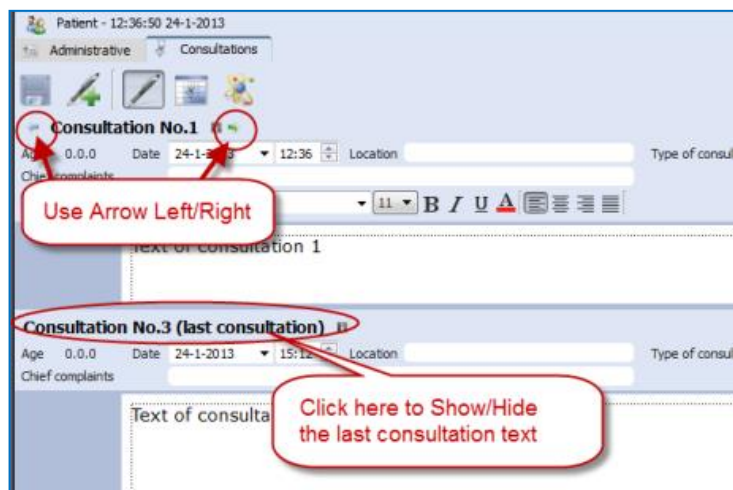 Patient - 12:36:50 24-1-2013
Administrative Consultations
Consultation No.1
Age 0.0.0 Date 24-1-2013 12:36 Location Type of consul
Chief complaints
Use Arrow Left/Right
11 B I U A
Text of consultation 1
Consultation No.3 (last consultation)
Age 0.0.0 Date 24-1-2013 15:12 Location Type of consul
Chief complaints
Text of consulta
Click here to Show/Hide
the last consultation text